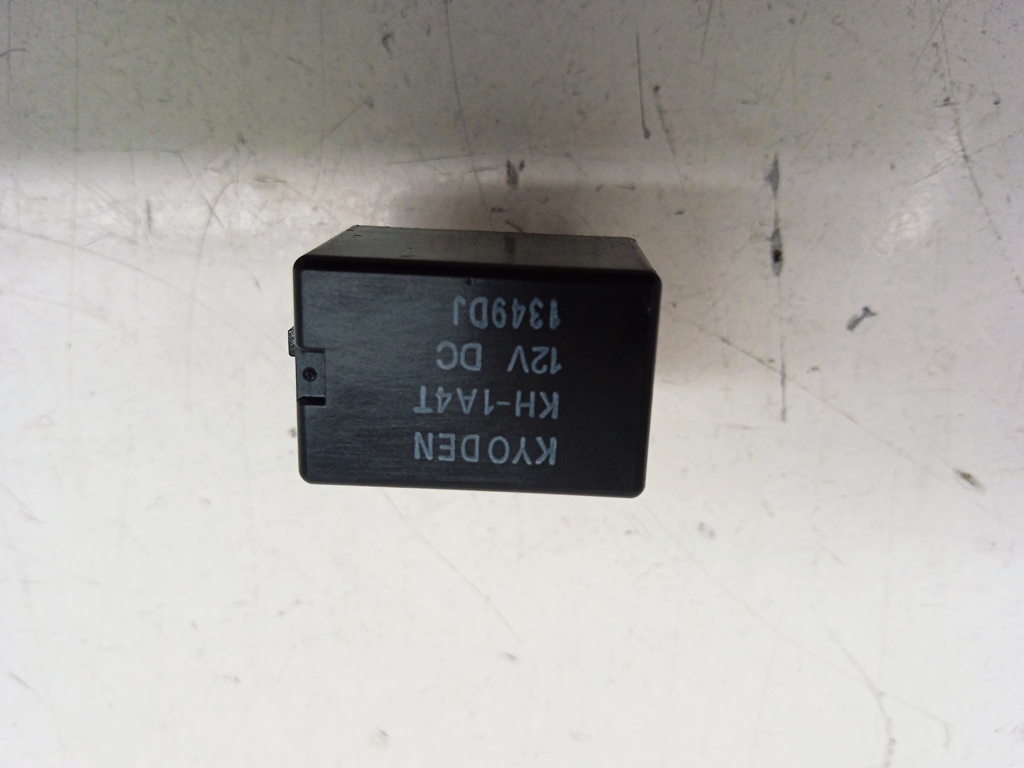 KYODEN
KH-1A4T
12V DC
1349DJ